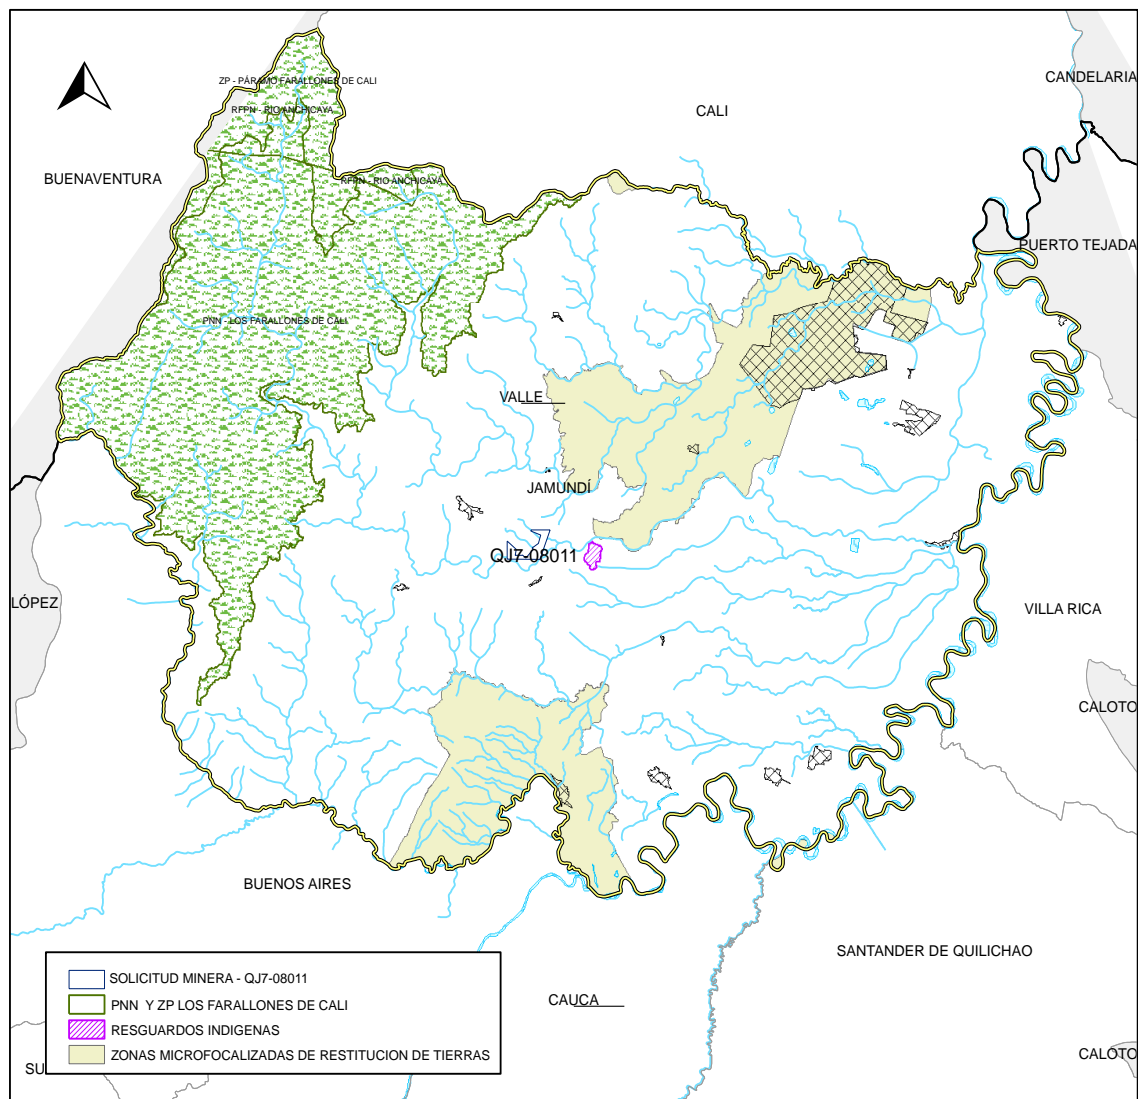 CANDELARIA
ZP - PÁRAMO FARALLONES DE CALI
RFPN - RIO ANCHICAYA
CALI
BUENAVENTURA
RFPN - RIO ANCHICAYA
PUERTO TEJADA
PNN - LOS FARALLONES DE CALI
VALLE
JAMUNDÍ
QJ7-08011
LÓPEZ
VILLA RICA
CALOTO
BUENOS AIRES
SANTANDER DE QUILICHAO
CAUCA
SOLICITUD MINERA - QJ7-08011
PNN Y ZP LOS FARALLONES DE CALI
RESGUARDOS INDIGENAS
ZONAS MICROFOCALIZADAS DE RESTITUCION DE TIERRAS
CALOTO
SU